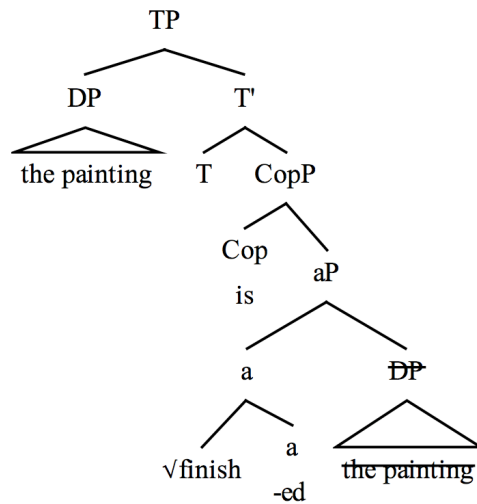 TP
DP T'
the painting T CopP
Cop aP
is
a DP
√finish a the painting
-ed